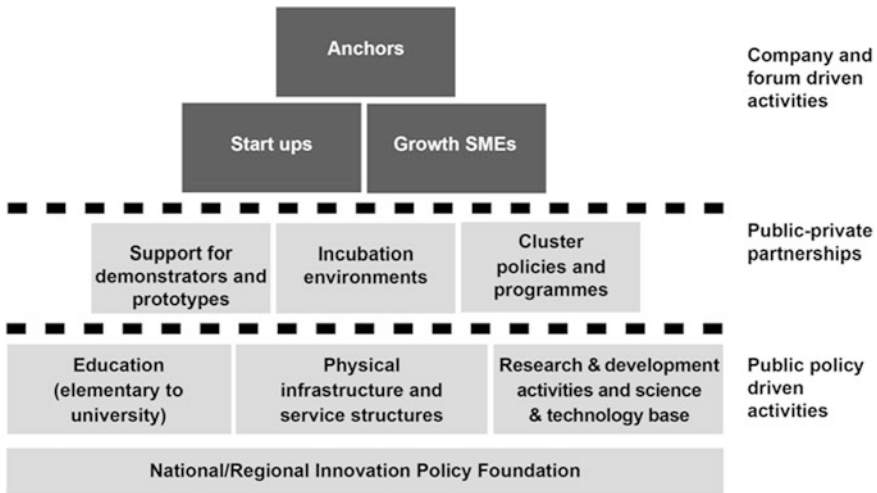 Anchors
Company and
forum driven
activities
Start ups
Growth SMEs
Support for
demonstrators and
prototypes
Incubation
environments
Cluster
policies and
programmes
Public-private
partnerships
Education
(elementary to
university)
Physical
infrastructure and
service structures
Research & development
activities and science
& technology base
Public policy
driven
activities
National/Regional Innovation Policy Foundation